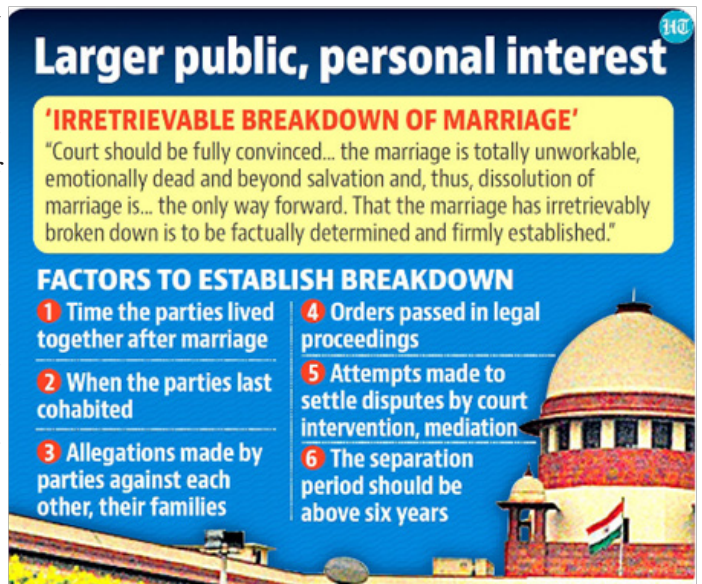 HT
Larger public, personal interest
‘IRRETRIEVABLE BREAKDOWN OF MARRIAGE’
“Court should be fully convinced... the marriage is totally unworkable,
emotionally dead and beyond salvation and, thus, dissolution of
marriage is... the only way forward. That the marriage has irretrievably
broken down is to be factually determined and firmly established.”
FACTORS TO ESTABLISH BREAKDOWN
1 Time the parties lived
together after marriage
2 When the parties last
cohabited
3 Allegations made by
parties against each
other, their families
4 Orders passed in legal
proceedings
5 Attempts made to
settle disputes by court
intervention, mediation
6 The separation
period should be
above six years